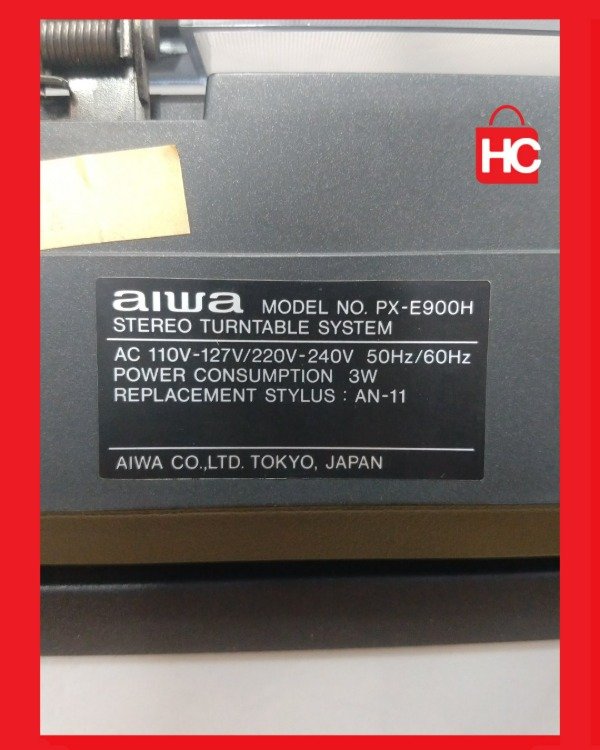 HC
aiwa MODEL NO. PX-E900H
STEREO TURNTABLE SYSTEM
AC 110V-127V/220V-240V 50Hz/60Hz
POWER CONSUMPTION 3W
REPLACEMENT STYLUS : AN-11
AIWA CO.,LTD. TOKYO, JAPAN